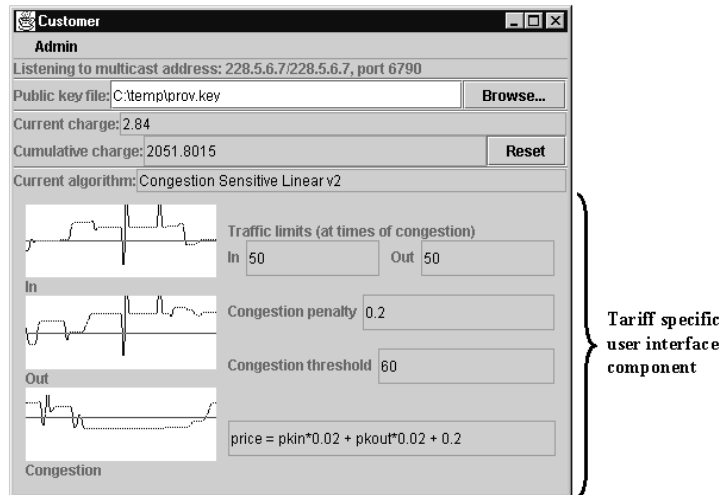 Customer
Admin
Listening to multicast address: 228.5.6.7/228.5.6.7, port 6790
Public key file: C:\temp\prov.key Browse...
Current charge: 2.84
Cumulative charge: 2051.8015 Reset
Current algorithm: Congestion Sensitive Linear v2
Traffic limits (at times of congestion)
In 50 Out 50
In
Congestion penalty 0.2
Congestion threshold 60
Out
price = pkin*0.02 + pkout*0.02 + 0.2
Congestion
Tariff specific
user interface
component